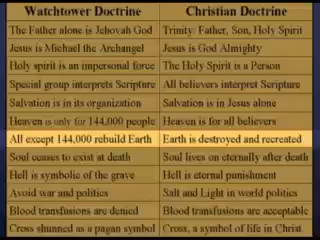 Watchtower Doctrine Christian Doctrine
The Father alone is Jehovah God Trinity: Father, Son, Holy Spirit
Jesus is Michael the Archangel Jesus is God Almighty
Holy spirit is an impersonal force The Holy Spirit is a Person
Special group interprets Scripture All believers interpret Scripture
Salvation is in its organization Salvation is in Jesus alone
Heaven is only for 144,000 people Heaven is for all believers
All except 144,000 rebuild Earth Earth is destroyed and recreated
Soul ceases to exist at death Soul lives on eternally after death
Hell is symbolic of the grave Hell is eternal punishment
Avoid war and politics Salt and Light in world politics
Blood transfusions are denied Blood transfusions are acceptable
Cross shunned as a pagan symbol Cross, a symbol of life in Christ